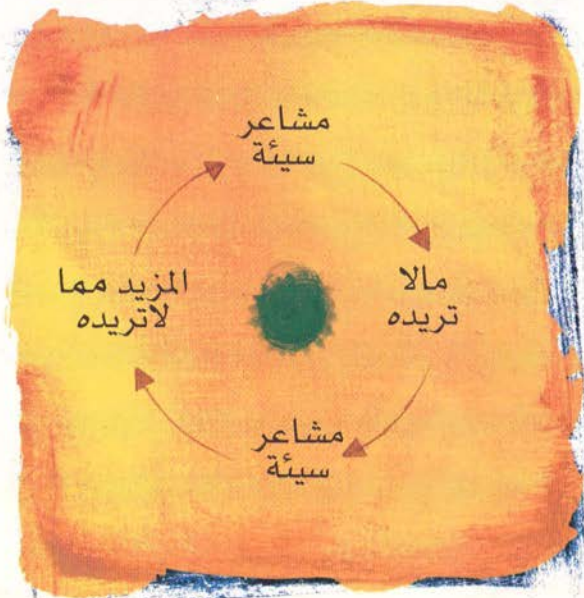 مشاعر
سيئة
مالا
تريده
مشاعر
سيئة
المزيد مما
لاتريده